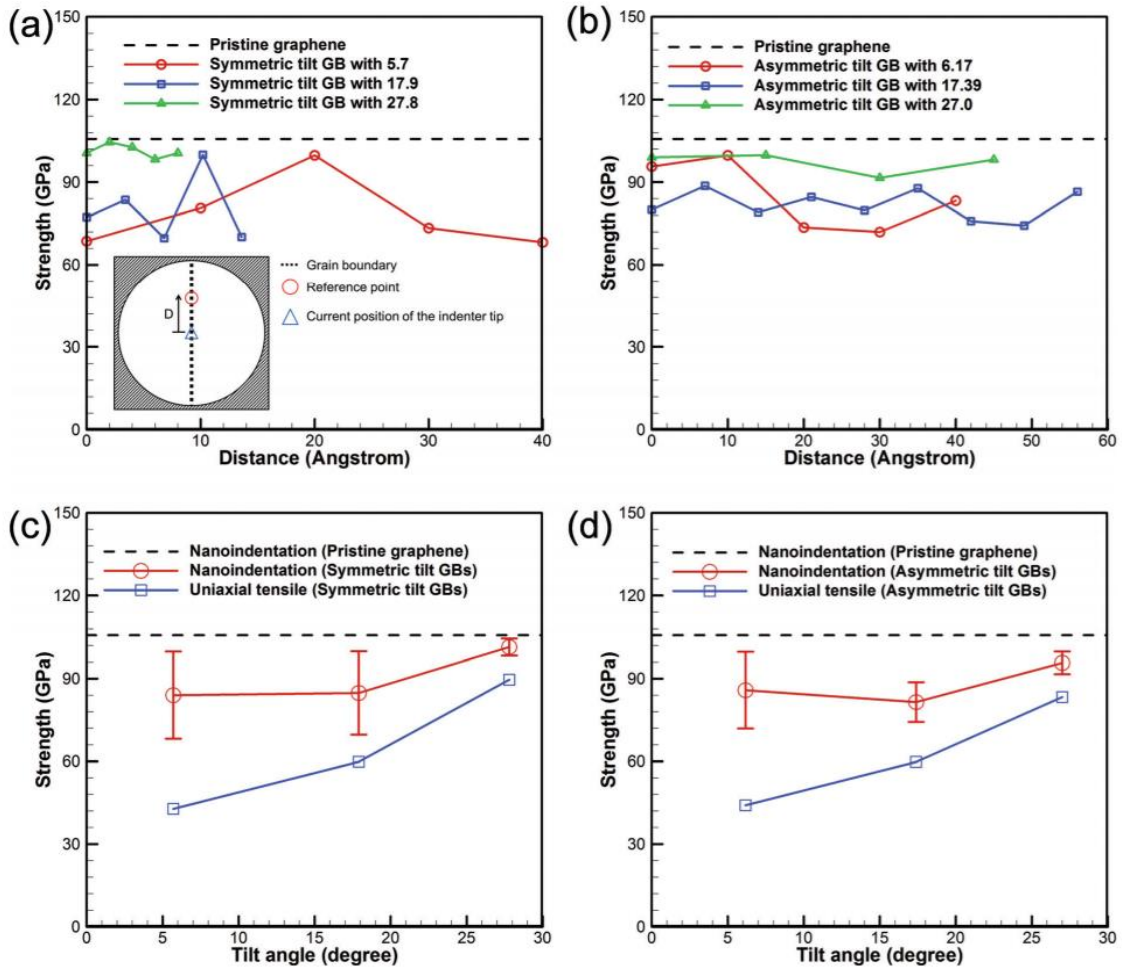 (a)
150
120
90
60
30
0
Strength (GPa)
Pristine graphene
Symmetric tilt GB with 5.7
Symmetric tilt GB with 17.9
Symmetric tilt GB with 27.8
D
Grain boundary
Reference point
Current position of the indenter tip
0 10 20 30 40
Distance (Angstrom)
(b)
150
120
90
60
30
0
Strength (GPa)
Pristine graphene
Asymmetric tilt GB with 6.17
Asymmetric tilt GB with 17.39
Asymmetric tilt GB with 27.0
0 10 20 30 40 50 60
Distance (Angstrom)
(c)
150
120
90
60
30
0
Strength (GPa)
Nanoindentation (Pristine graphene)
Nanoindentation (Symmetric tilt GBs)
Uniaxial tensile (Symmetric tilt GBs)
0 5 10 15 20 25 30
Tilt angle (degree)
(d)
150
120
90
60
30
0
Strength (GPa)
Nanoindentation (Pristine graphene)
Nanoindentation (Asymmetric tilt GBs)
Uniaxial tensile (Asymmetric tilt GBs)
0 5 10 15 20 25 30
Tilt angle (degree)